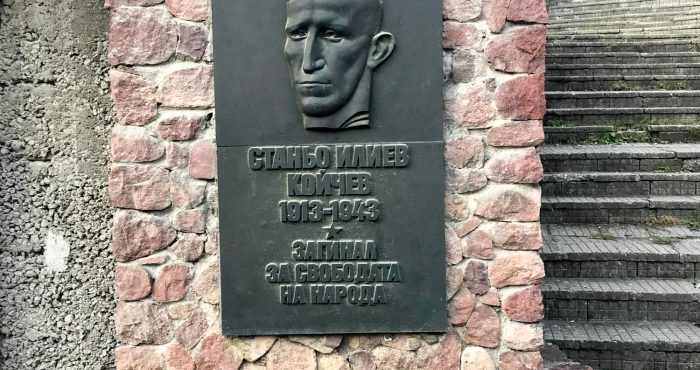 СТАНЬО ИЛИЕВ
КОЙЧЕВ
1913-1943
ЗАГИНАЛ
ЗА СВОБОДАТА
НА НАРОДА